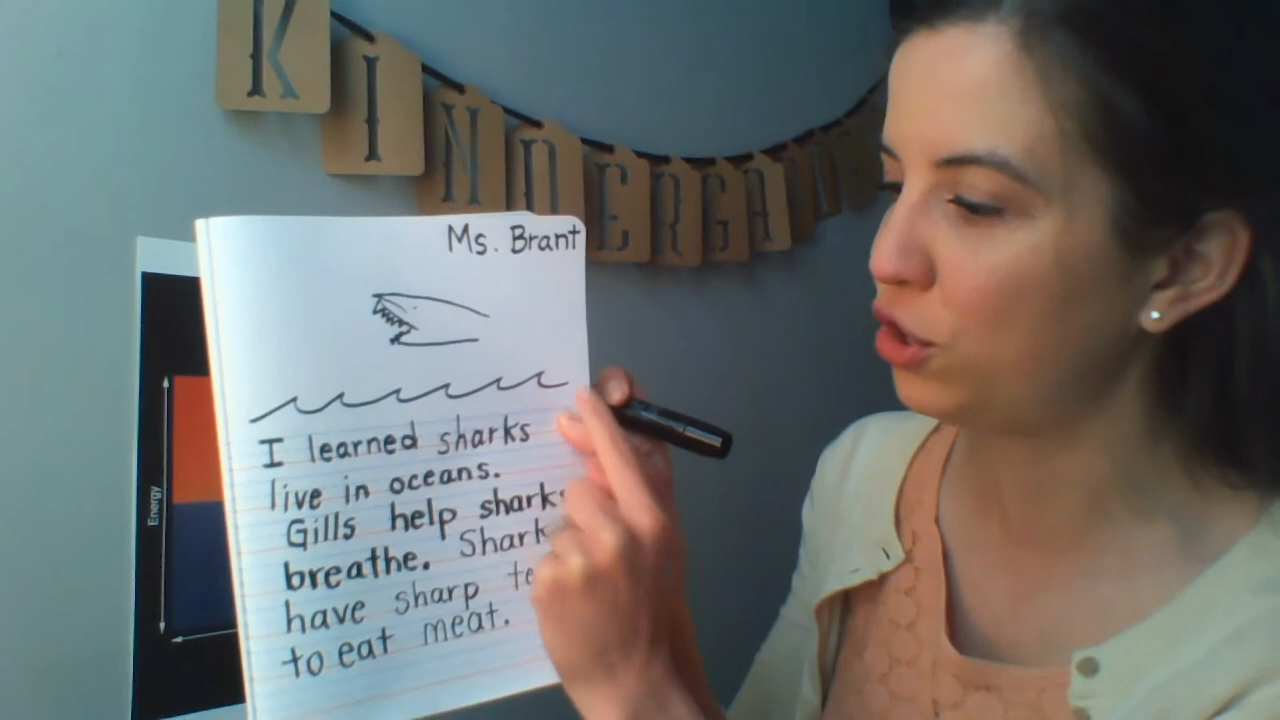 KINDERGA
Ms. Brant
I learned sharks
live in oceans.
Gills help sharks
breathe. Shark
have sharp te
to eat meat.
Energy